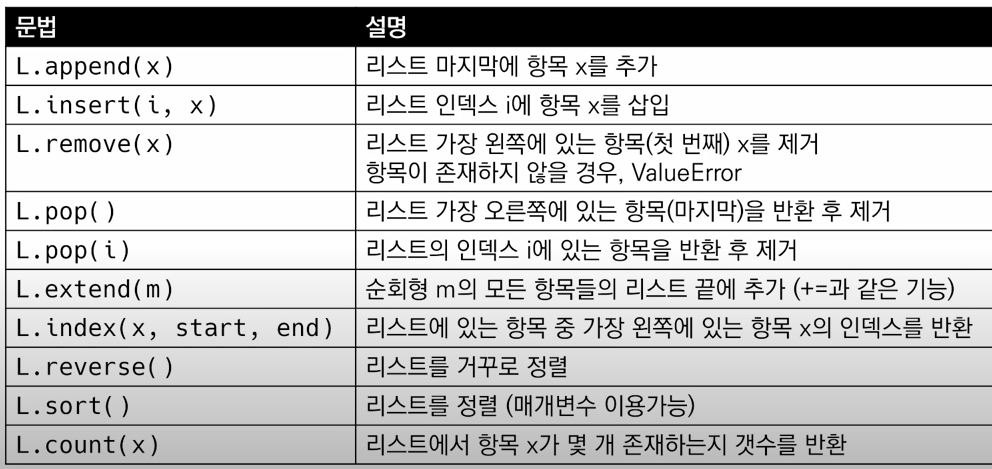 문법 설명
L.append(x) 리스트 마지막에 항목 x를 추가
L.insert(i, x) 리스트 인덱스 i에 항목 x를 삽입
L.remove(x) 리스트 가장 왼쪽에 있는 항목(첫 번째) x를 제거
항목이 존재하지 않을 경우, ValueError
L.pop() 리스트 가장 오른쪽에 있는 항목(마지막)을 반환 후 제거
L.pop(i) 리스트의 인덱스 i에 있는 항목을 반환 후 제거
L.extend(m) 순회형 m의 모든 항목들의 리스트 끝에 추가 (+=과 같은 기능)
L.index(x, start, end) 리스트에 있는 항목 중 가장 왼쪽에 있는 항목 x의 인덱스를 반환
L.reverse() 리스트를 거꾸로 정렬
L.sort() 리스트를 정렬 (매개변수 이용가능)
L.count(x) 리스트에서 항목 x가 몇 개 존재하는지 갯수를 반환